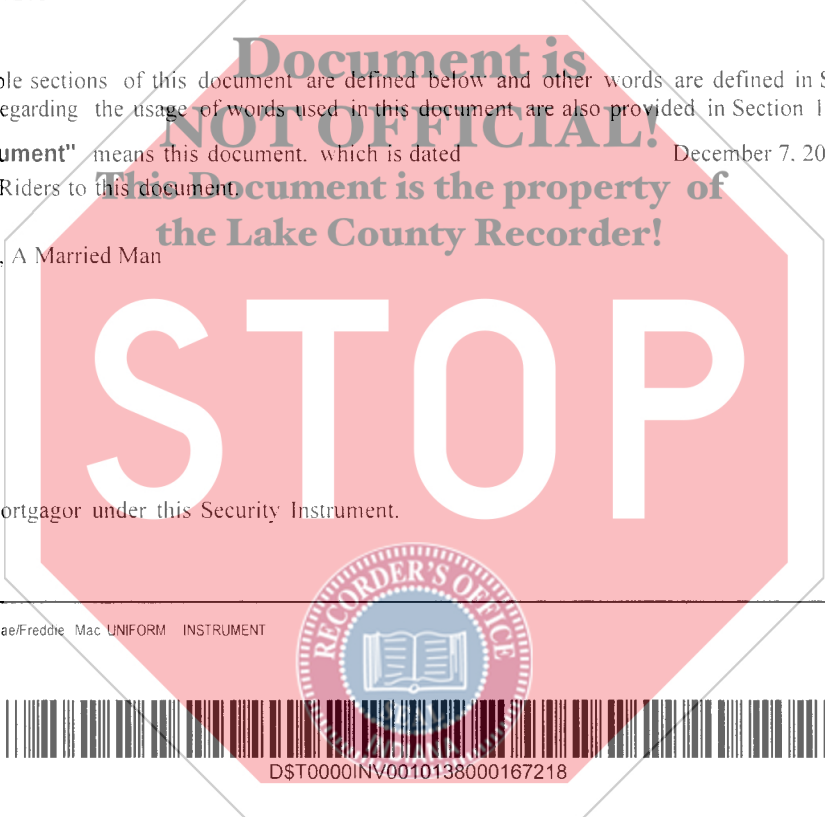 Document is
ple sections of this document are defined below and other words are defined in S
egarding the usage of words used in this document are also provided in Section 1
NOT OFFICIAL!
ument" means this document, which is dated December 7, 20
Riders to this document.
This Document is the property of
the Lake County Recorder!
, A Married Man
STOP
ortgagor under this Security Instrument.
RECORDER'S OFFICE
ae/Freddie Mac UNIFORM INSTRUMENT
SEAL
INDIANA
D$T0000INV0010138000167218